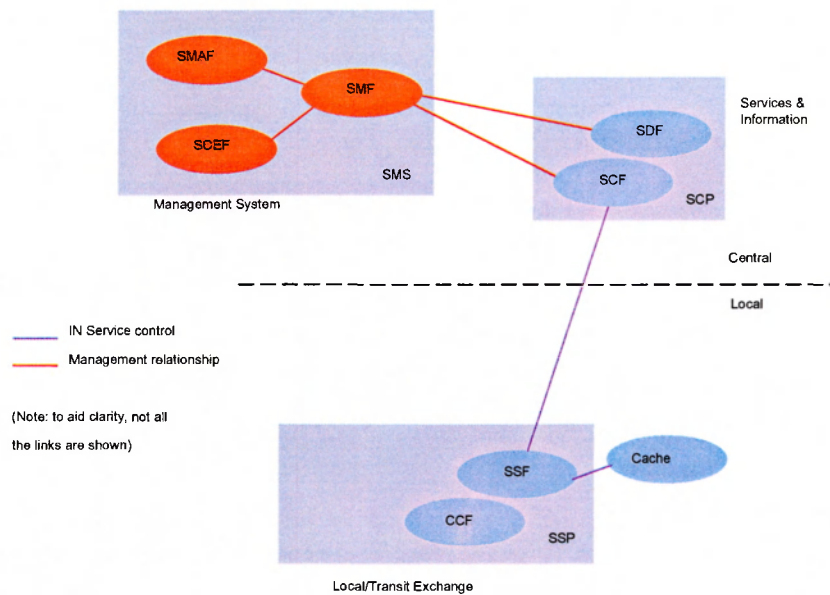 SMAF
SMF
SCEF
SMS
Management System
SDF
SCF
SCP
Services &
Information
Central
Local
IN Service control
Management relationship
(Note: to aid clarity, not all
the links are shown)
SSF
Cache
CCF
SSP
Local/Transit Exchange